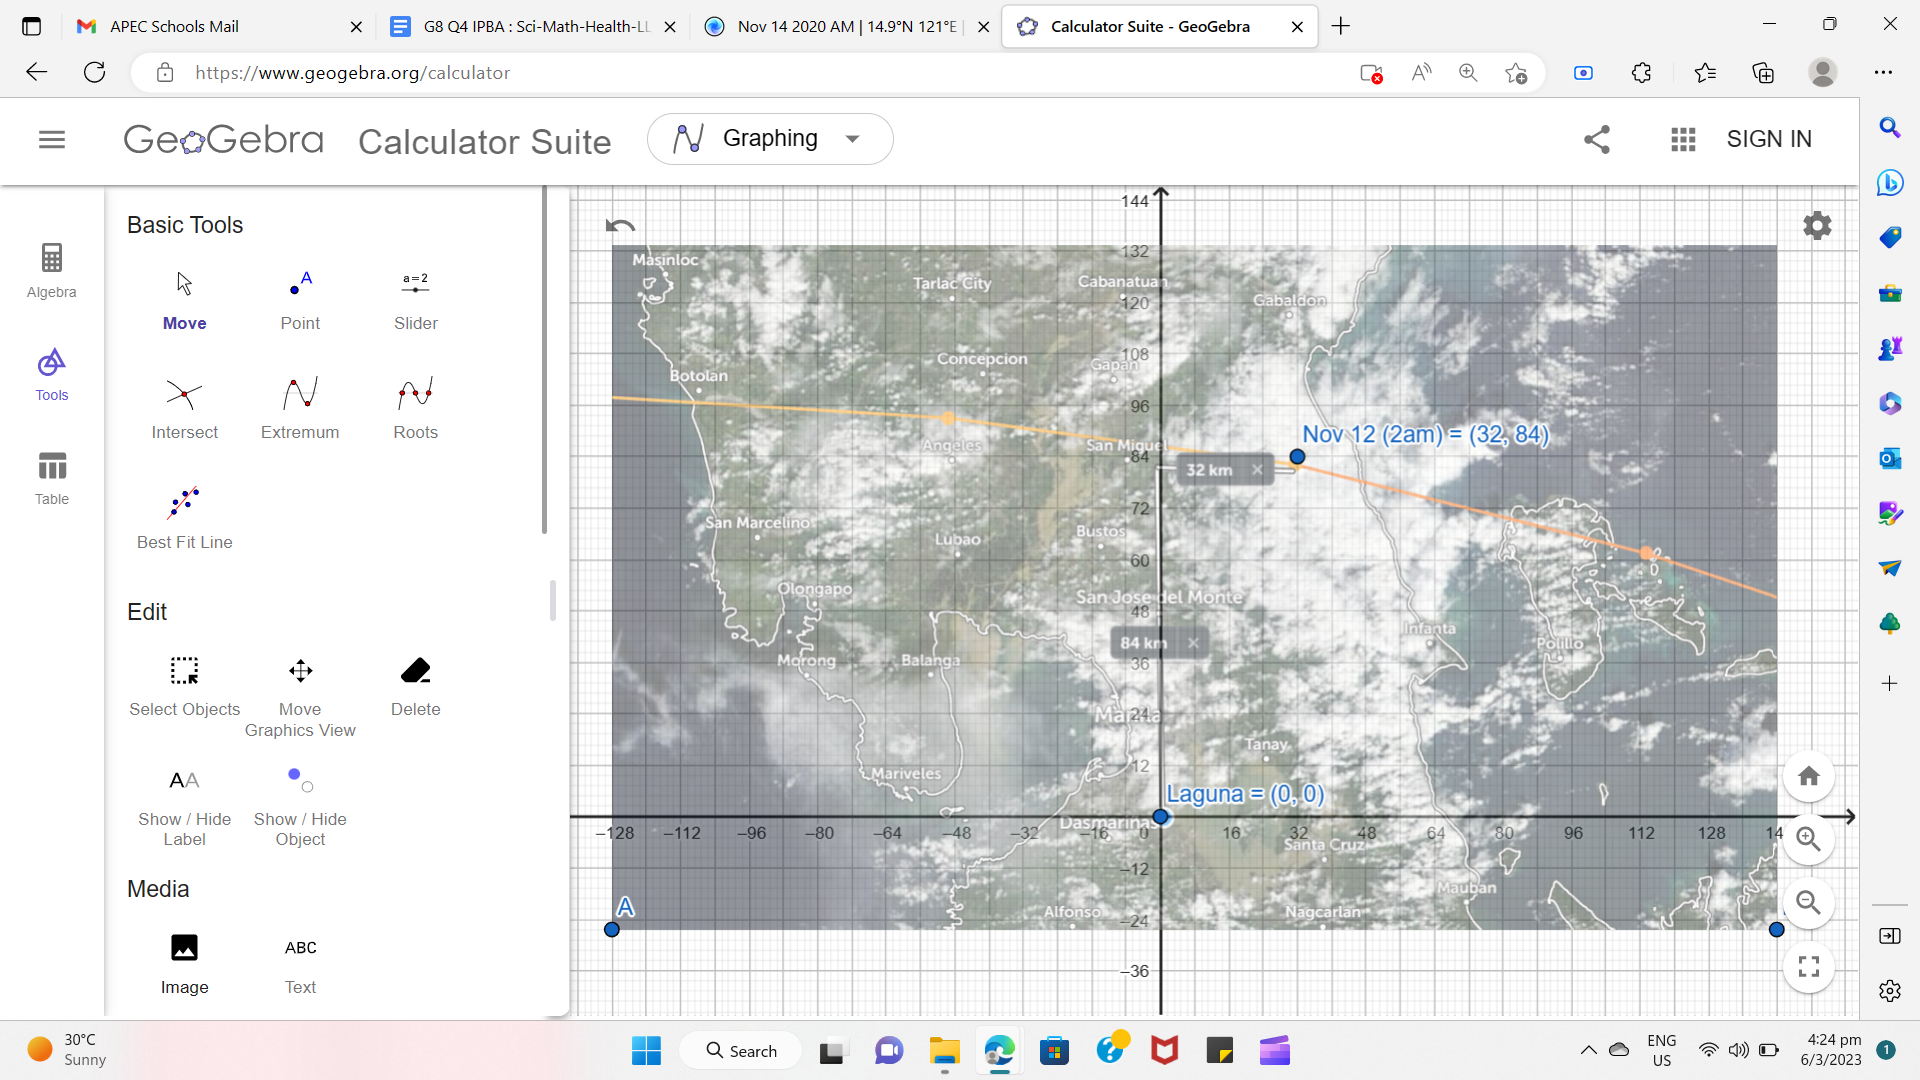 APEC Schools Mail
G8 Q4 IPBA : Sci-Math-Health-LL
Nov 14 2020 AM | 14.9°N 121°E |
Calculator Suite - GeoGebra
https://www.geogebra.org/calculator
GeoGebra
Calculator Suite
Graphing
SIGN IN
Algebra
Tools
Table
Basic Tools
Move
Point
a=2
Slider
Intersect
Extremum
Roots
Best Fit Line
Edit
Select Objects
Move
Graphics View
Delete
AA
Show / Hide
Label
Show / Hide
Object
Media
Image
ABC
Text
144
Masinloc
132
Tarlac City
Cabanatuan
120
Gabaldon
108
Concepcion
Gapan
Botolan
96
Nov 12 (2am) = (32, 84)
Angeles
San Miguel
84
32 km
72
San Marcelino
Lubao
Bustos
60
Olongapo
San Jose del Monte
48
Infanta
Polillo
84 km
36
Morong
Balanga
24
Tanay
12
Mariveles
Laguna = (0, 0)
Dasmariñas
−128 −112 −96 −80 −64 −48 −32 −16 0 16 32 48 64 80 96 112 128 14
Santa Cruz
−12
Mauban
A
Alfonso
−24
Nagcarlan
−36
30°C
Sunny
Search
ENG
US
4:24 pm
6/3/2023
1